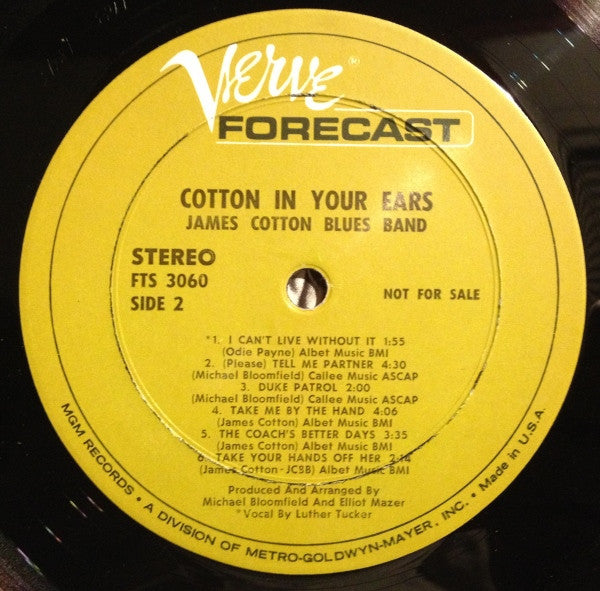 Verve®
FORECAST
COTTON IN YOUR EARS
JAMES COTTON BLUES BAND
STEREO
FTS 3060
SIDE 2
NOT FOR SALE
*1. I CAN'T LIVE WITHOUT IT 1:55
(Odie Payne) Albet Music BMI
2. (Please) TELL ME PARTNER 4:30
(Michael Bloomfield) Callee Music ASCAP
3. DUKE PATROL 2:00
(Michael Bloomfield) Callee Music ASCAP
4. TAKE ME BY THE HAND 4:06
(James Cotton) Albet Music BMI
5. THE COACH'S BETTER DAYS 3:35
(James Cotton) Albet Music BMI
6. TAKE YOUR HANDS OFF HER 2:14
(James Cotton-JCBB) Albet Music BMI
Produced And Arranged By
Michael Bloomfield And Elliot Mazer
*Vocal By Luther Tucker
MGM RECORDS • A DIVISION OF METRO-GOLDWYN-MAYER, INC. • Made in U.S.A.